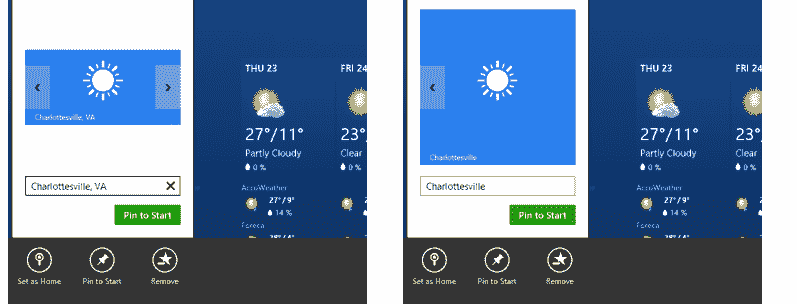 THU 23
FRI 24
Charlottesville, VA
27°/11°
23°/
Partly Cloudy
Clear
0 %
0 %
Charlottesville, VA
AccuWeather
27°/9°
14 %
Pin to Start
Foreca
Set as Home
Pin to Start
Remove
THU 23
FRI 24
27°/11°
23°/
Charlottesville
Partly Cloudy
Clear
0 %
0 %
Charlottesville
AccuWeather
27°/9°
14 %
Pin to Start
Foreca
Set as Home
Pin to Start
Remove